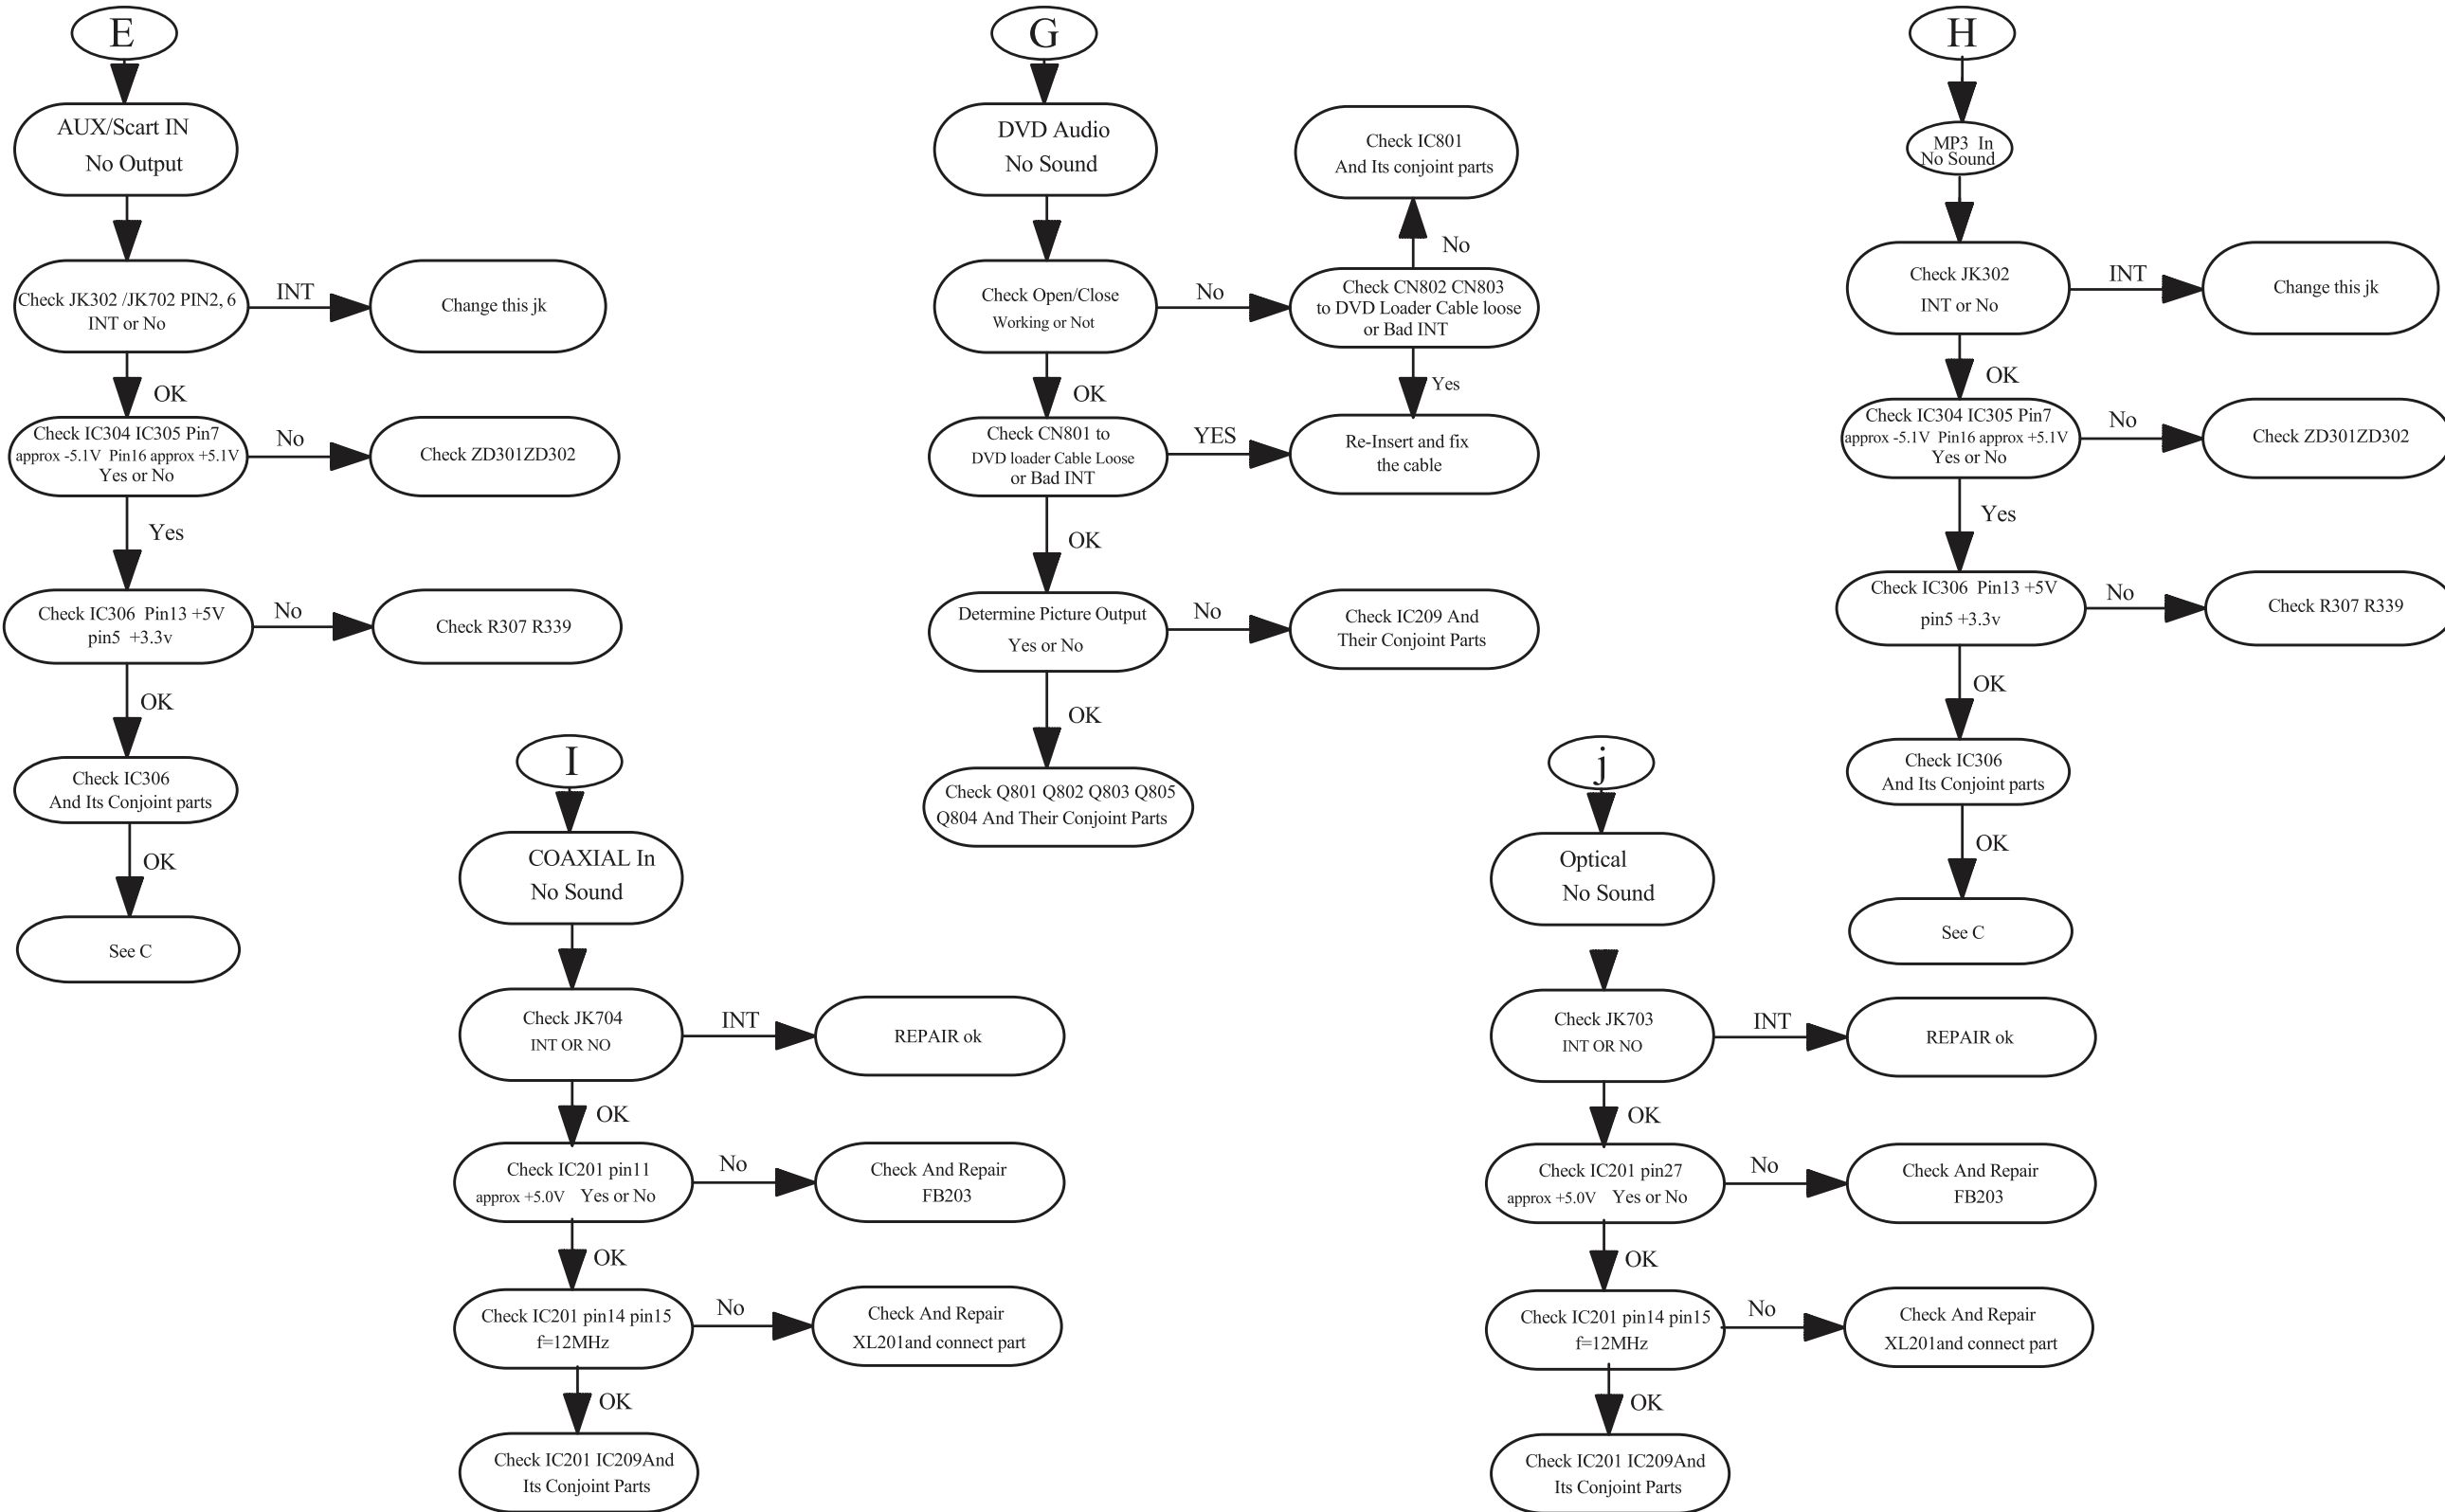 E
AUX/Scart IN
No Output
Check JK302 /JK702 PIN2, 6
INT or No
INT
Change this jk
OK
Check IC304 IC305 Pin7
approx -5.1V Pin16 approx +5.1V
Yes or No
No
Check ZD301ZD302
Yes
Check IC306 Pin13 +5V
pin5 +3.3v
No
Check R307 R339
OK
Check IC306
And Its Conjoint parts
OK
See C
G
DVD Audio
No Sound
Check Open/Close
Working or Not
No
Check CN802 CN803
to DVD Loader Cable loose
or Bad INT
No
Check IC801
And Its conjoint parts
Yes
OK
Check CN801 to
DVD loader Cable Loose
or Bad INT
YES
Re-Insert and fix
the cable
OK
Determine Picture Output
Yes or No
No
Check IC209 And
Their Conjoint Parts
OK
Check Q801 Q802 Q803 Q805
Q804 And Their Conjoint Parts
H
MP3 In
No Sound
Check JK302
INT or No
INT
Change this jk
OK
Check IC304 IC305 Pin7
approx -5.1V Pin16 approx +5.1V
Yes or No
No
Check ZD301ZD302
Yes
Check IC306 Pin13 +5V
pin5 +3.3v
No
Check R307 R339
OK
Check IC306
And Its Conjoint parts
OK
See C
I
COAXIAL In
No Sound
Check JK704
INT OR NO
INT
REPAIR ok
OK
Check IC201 pin11
approx +5.0V Yes or No
No
Check And Repair
FB203
OK
Check IC201 pin14 pin15
f=12MHz
No
Check And Repair
XL201and connect part
OK
Check IC201 IC209And
Its Conjoint Parts
j
Optical
No Sound
Check JK703
INT OR NO
INT
REPAIR ok
OK
Check IC201 pin27
approx +5.0V Yes or No
No
Check And Repair
FB203
OK
Check IC201 pin14 pin15
f=12MHz
No
Check And Repair
XL201and connect part
OK
Check IC201 IC209And
Its Conjoint Parts